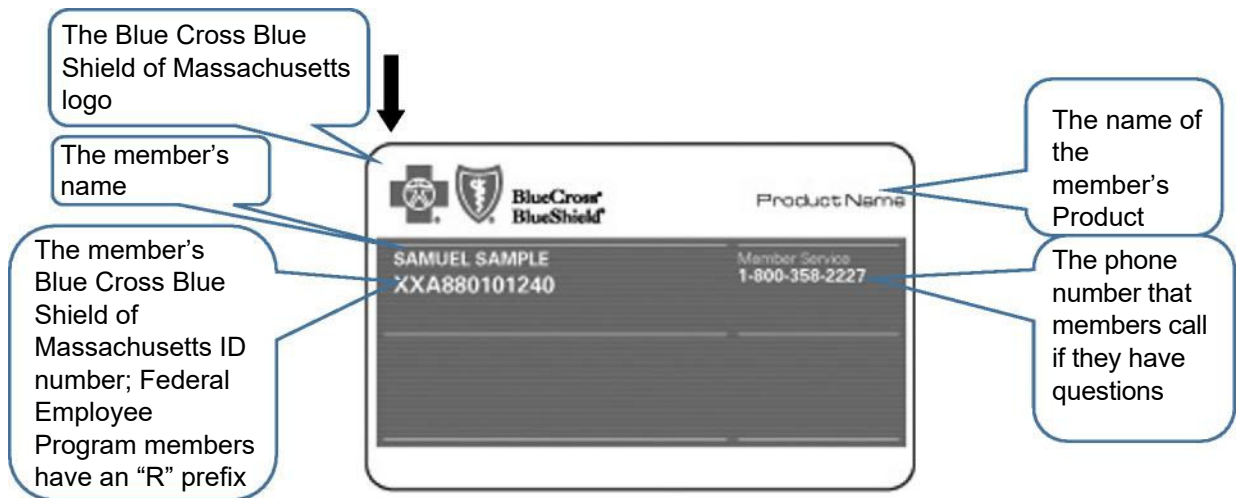 The Blue Cross Blue
Shield of Massachusetts
logo
The member’s
name
The member’s
Blue Cross Blue
Shield of
Massachusetts ID
number; Federal
Employee
Program members
have an “R” prefix
BlueCross®
BlueShield®
Product Name
SAMUEL SAMPLE
XXA880101240
Member Service
1-800-358-2227
The name of
the
member’s
Product
The phone
number that
members call
if they have
questions